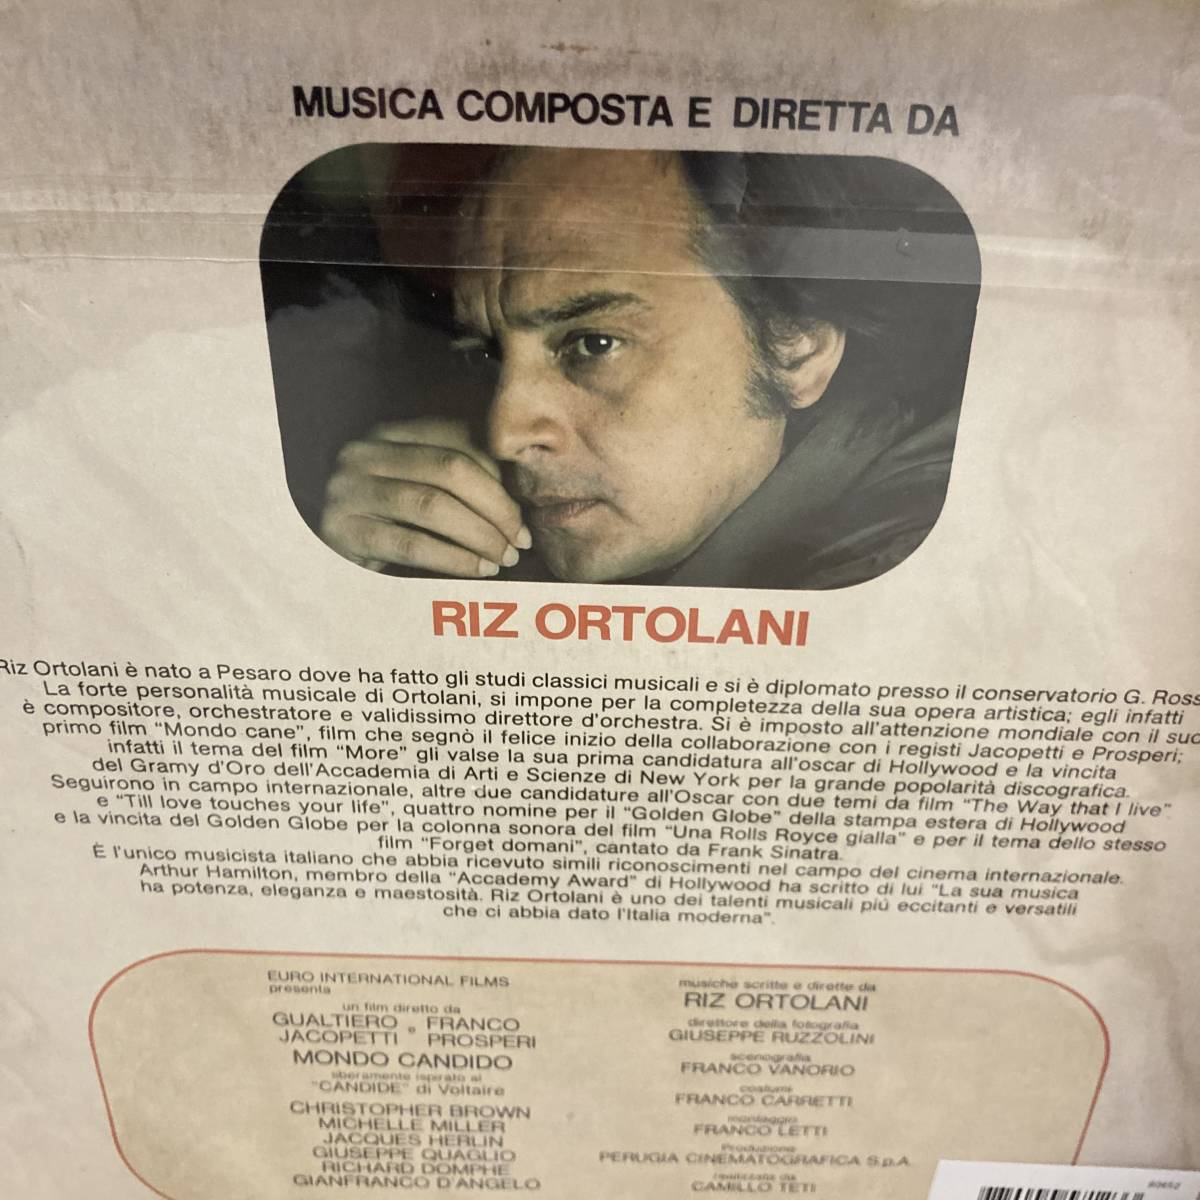 MUSICA COMPOSTA E DIRETTA DA
RIZ ORTOLANI
Riz Ortolani è nato a Pesaro dove ha fatto gli studi classici musicali e si è diplomato presso il conservatorio G. Ross
La forte personalità musicale di Ortolani, si impone per la completezza della sua opera artistica; egli infatti
è compositore, orchestratore e validissimo direttore d'orchestra. Si è imposto all'attenzione mondiale con il suo
primo film "Mondo cane", film che segnò il felice inizio della collaborazione con i registi Jacopetti e Prosperi;
infatti il tema del film "More" gli valse la sua prima candidatura all'oscar di Hollywood e la vincita
del Gramy d'Oro dell'Accademia di Arti e Scienze di New York per la grande popolarità discografica.
Seguirono in campo internazionale, altre due candidature all'Oscar con due temi da film "The Way that I live"
e "Till love touches your life", quattro nomine per il "Golden Globe" della stampa estera di Hollywood
e la vincita del Golden Globe per la colonna sonora del film "Una Rolls Royce gialla" e per il tema dello stesso
film "Forget domani", cantato da Frank Sinatra.
È l'unico musicista italiano che abbia ricevuto simili riconoscimenti nel campo del cinema internazionale.
Arthur Hamilton, membro della "Accademy Award" di Hollywood ha scritto di lui "La sua musica
ha potenza, eleganza e maestosità. Riz Ortolani è uno dei talenti musicali piú eccitanti e versatili
che ci abbia dato l'Italia moderna".
EURO INTERNATIONAL FILMS
presenta
un film diretto da
GUALTIERO e FRANCO
JACOPETTI PROSPERI
MONDO CANDIDO
liberamente ispirato al
"CANDIDE" di Voltaire
CHRISTOPHER BROWN
MICHELLE MILLER
JACQUES HERLIN
GIUSEPPE QUAGLIO
RICHARD DOMPHE
GIANFRANCO D'ANGELO
musiche scritte e dirette da
RIZ ORTOLANI
direttore della fotografia
GIUSEPPE RUZZOLINI
scenografia
FRANCO VANORIO
costumi
FRANCO CARRETTI
montaggio
FRANCO LETTI
Produzione
PERUGIA CINEMATOGRAFICA S.p.A.
realizzata da
CAMILLO TETI